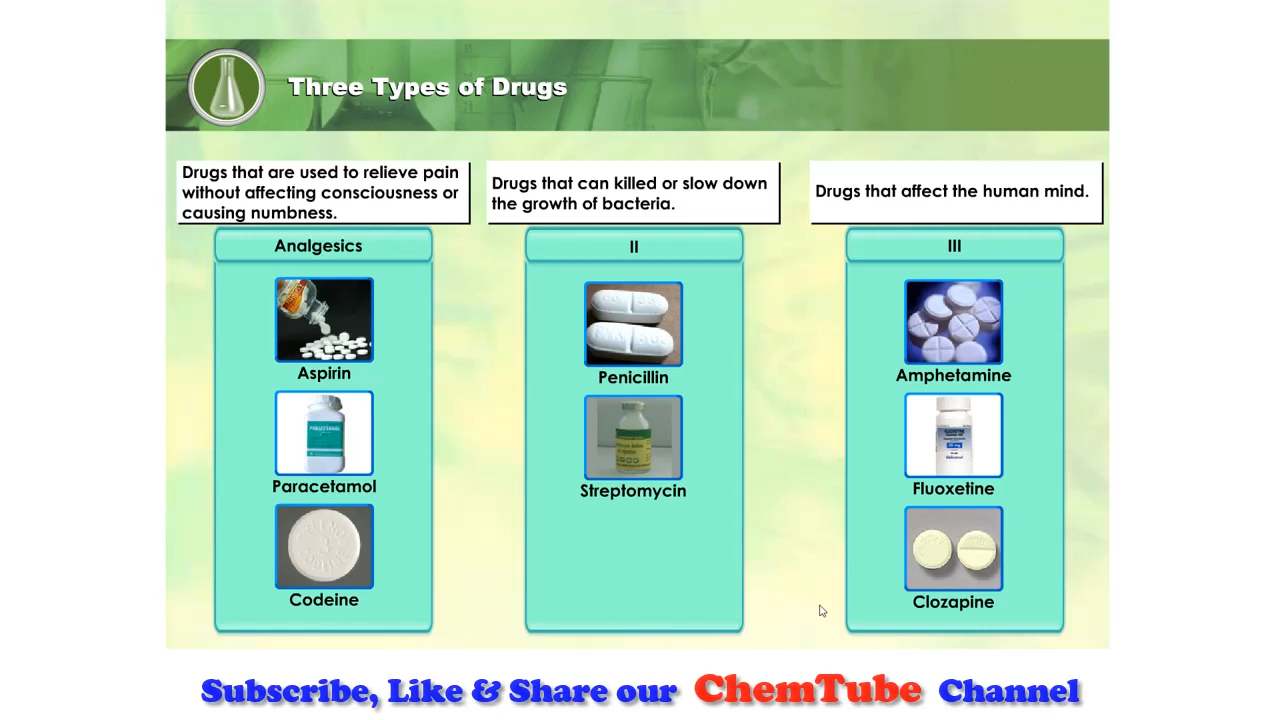 Three Types of Drugs
Drugs that are used to relieve pain
without affecting consciousness or
causing numbness.
Drugs that can killed or slow down
the growth of bacteria.
Drugs that affect the human mind.
Analgesics
II
III
Aspirin
PARACETAMOL
Paracetamol
Codeine
Penicillin
Streptomycin
Amphetamine
Fluoxetine
Clozapine
Subscribe, Like & Share our ChemTube Channel